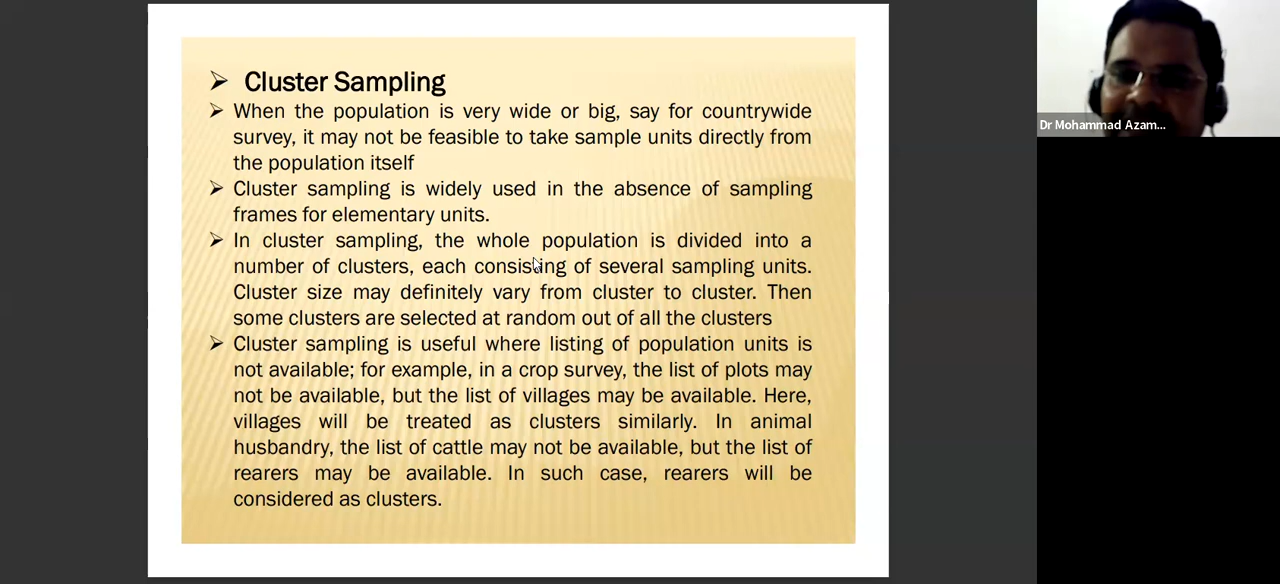 Cluster Sampling
When the population is very wide or big, say for countrywide
survey, it may not be feasible to take sample units directly from
the population itself
Cluster sampling is widely used in the absence of sampling
frames for elementary units.
In cluster sampling, the whole population is divided into a
number of clusters, each consisting of several sampling units.
Cluster size may definitely vary from cluster to cluster. Then
some clusters are selected at random out of all the clusters
Cluster sampling is useful where listing of population units is
not available; for example, in a crop survey, the list of plots may
not be available, but the list of villages may be available. Here,
villages will be treated as clusters similarly. In animal
husbandry, the list of cattle may not be available, but the list of
rearers may be available. In such case, rearers will be
considered as clusters.
Dr Mohammad Azam...